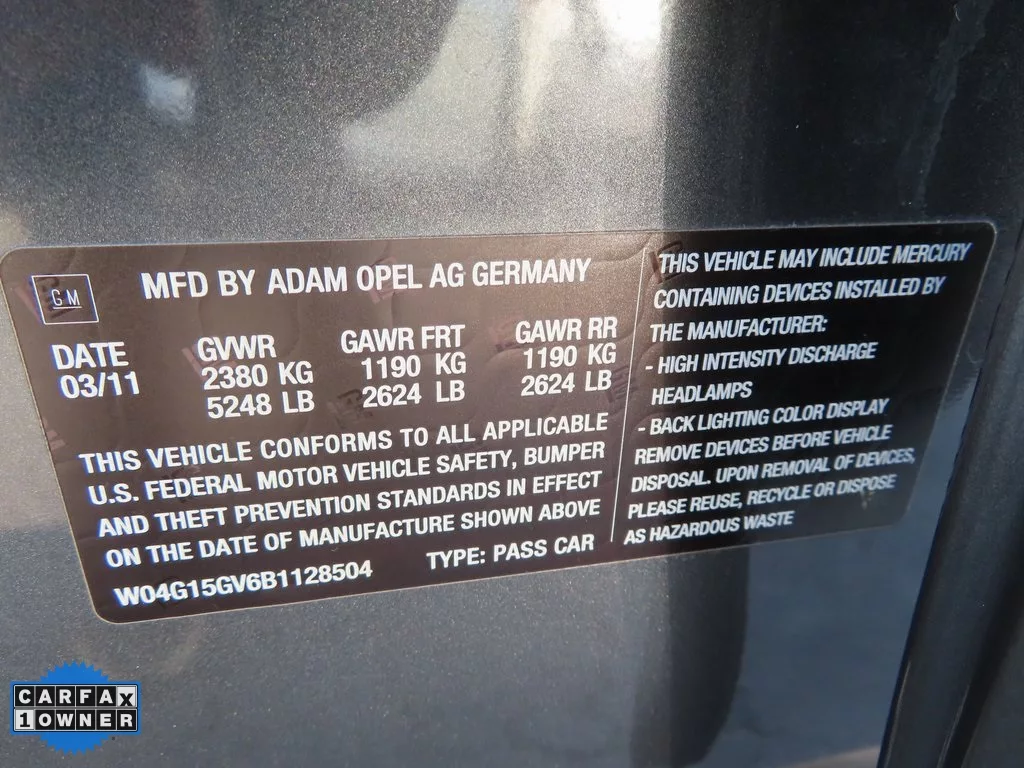 GM
MFD BY ADAM OPEL AG GERMANY
DATE
03/11
GVWR
2380 KG
5248 LB
GAWR FRT
1190 KG
2624 LB
GAWR RR
1190 KG
2624 LB
THIS VEHICLE CONFORMS TO ALL APPLICABLE
U.S. FEDERAL MOTOR VEHICLE SAFETY, BUMPER
AND THEFT PREVENTION STANDARDS IN EFFECT
ON THE DATE OF MANUFACTURE SHOWN ABOVE
W04G15GV6B1128504
TYPE: PASS CAR
THIS VEHICLE MAY INCLUDE MERCURY
CONTAINING DEVICES INSTALLED BY
THE MANUFACTURER:
- HIGH INTENSITY DISCHARGE
HEADLAMPS
- BACK LIGHTING COLOR DISPLAY
REMOVE DEVICES BEFORE VEHICLE
DISPOSAL. UPON REMOVAL OF DEVICES,
PLEASE REUSE, RECYCLE OR DISPOSE
AS HAZARDOUS WASTE
CARFAX
1 OWNER